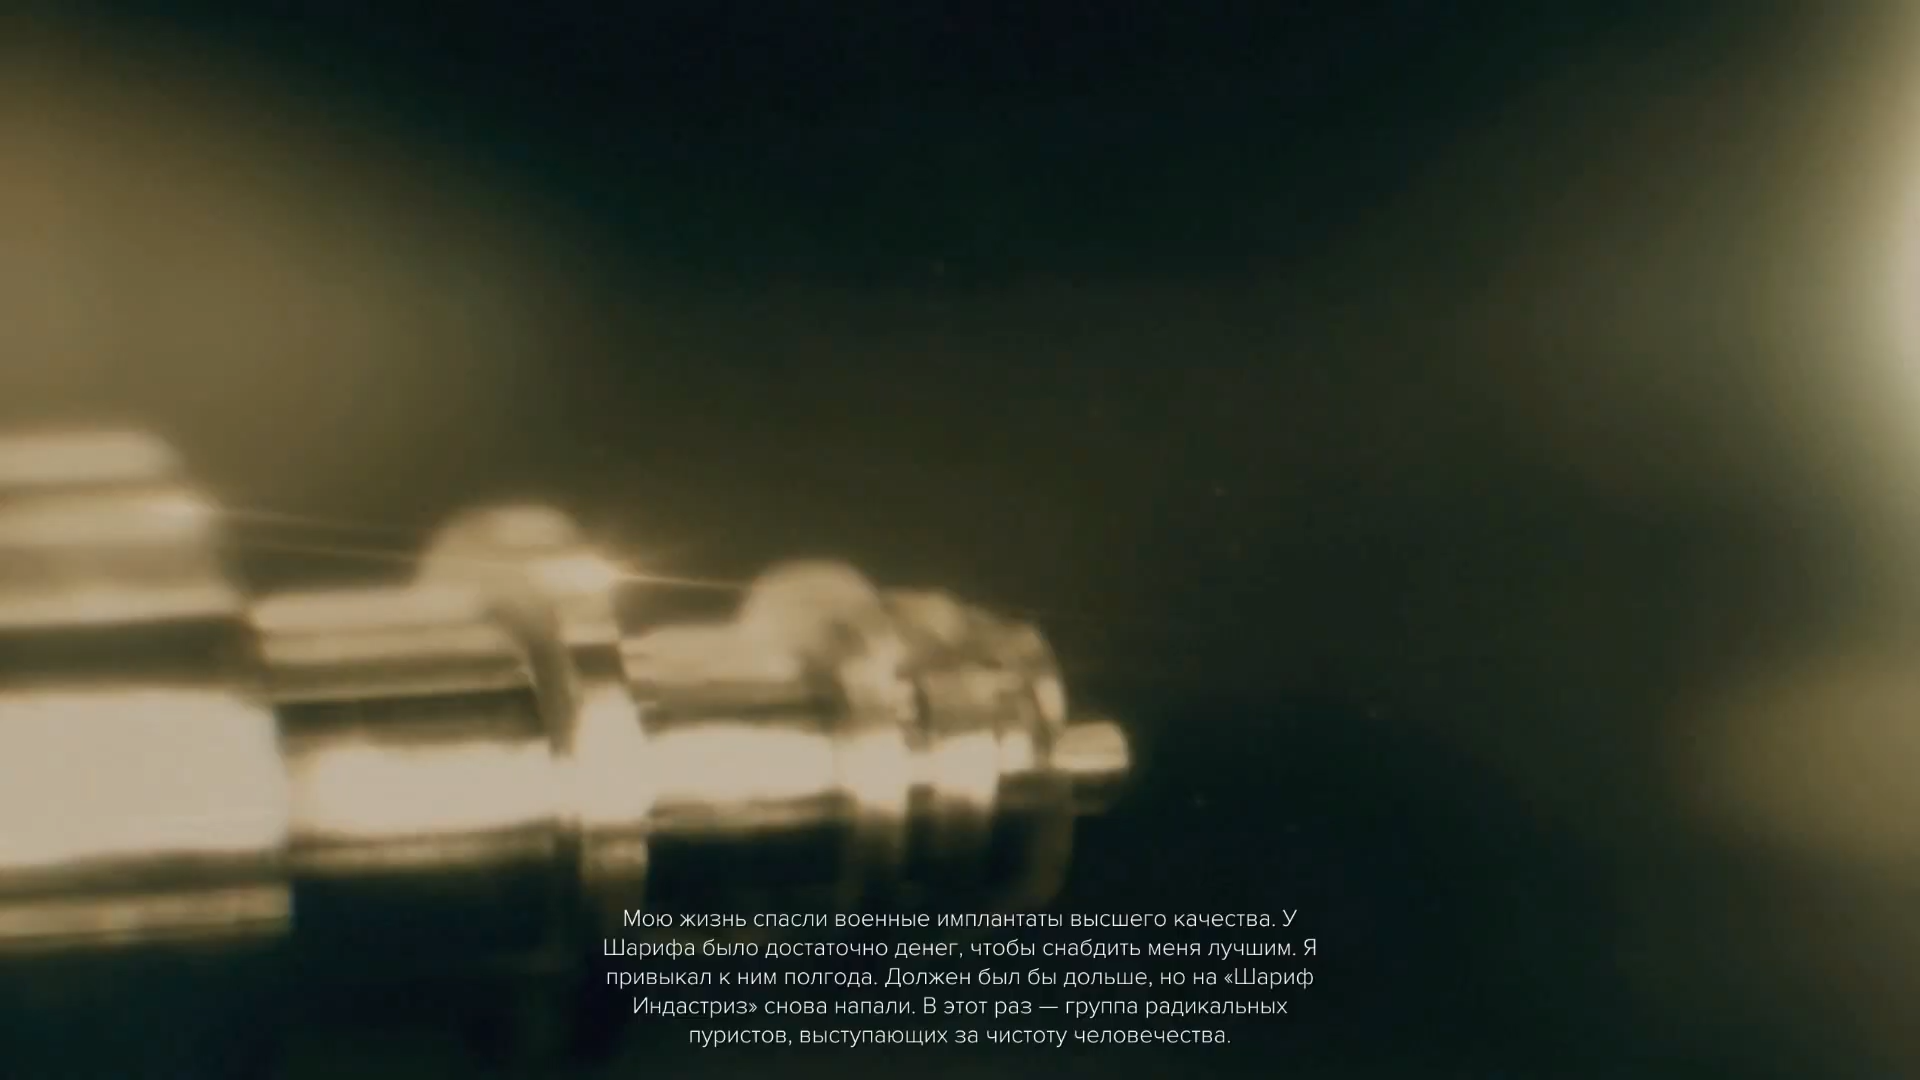 Мою жизнь спасли военные имплантаты высшего качества. У
Шарифа было достаточно денег, чтобы снабдить меня лучшим. Я
привыкал к ним полгода. Должен был бы дольше, но на «Шариф
Индастриз» снова напали. В этот раз — группа радикальных
пуристов, выступающих за чистоту человечества.